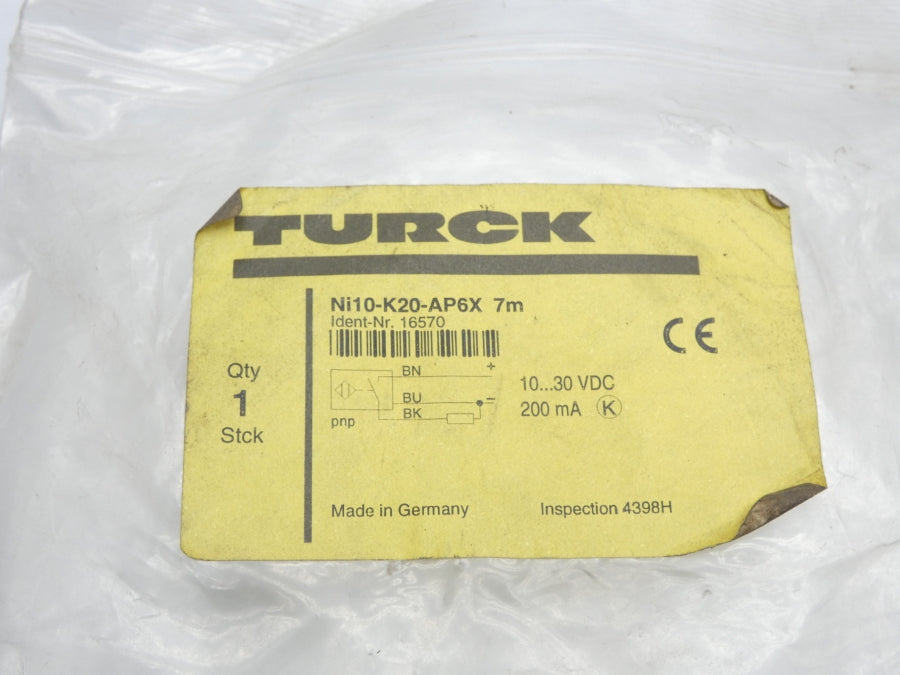 TURCK
Ni10-K20-AP6X 7m
Ident-Nr. 16570
CE
Qty
1
Stck
BN +
BU −
BK
pnp
10...30 VDC
200 mA K
Made in Germany
Inspection 4398H